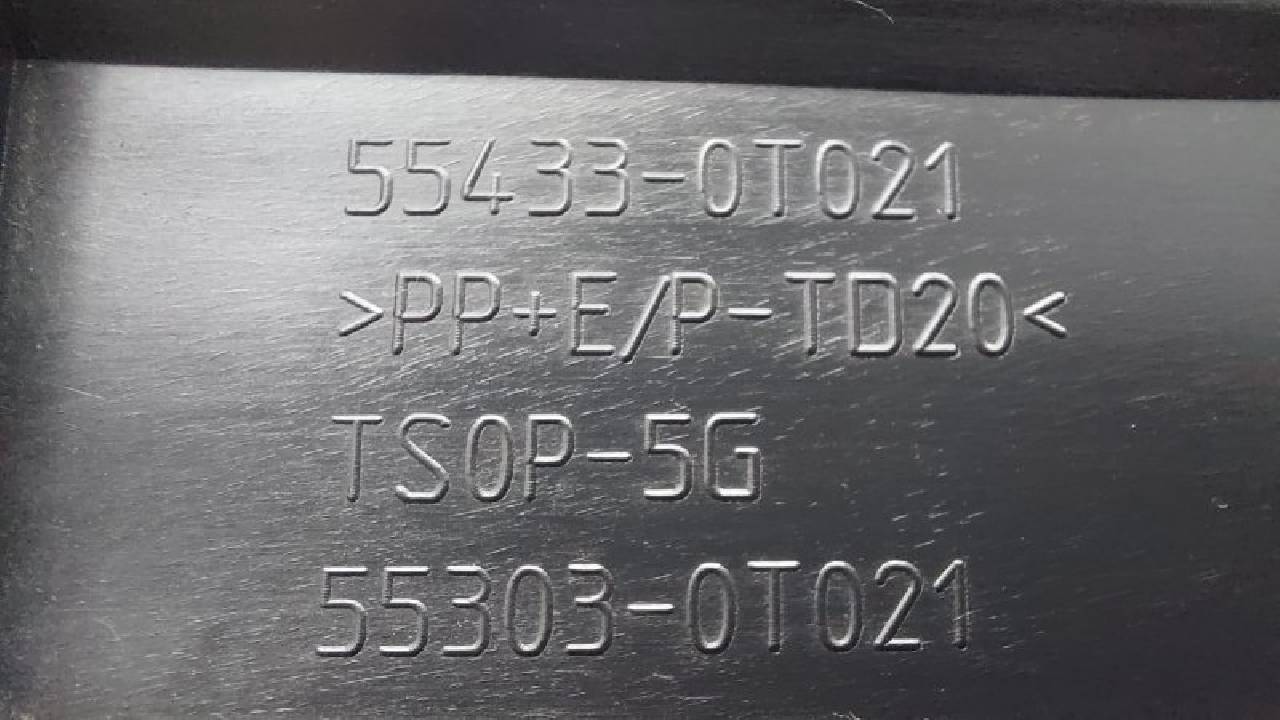 55433-0T021
>PP+E/P-TD20<
TSOP-5G
55303-0T021